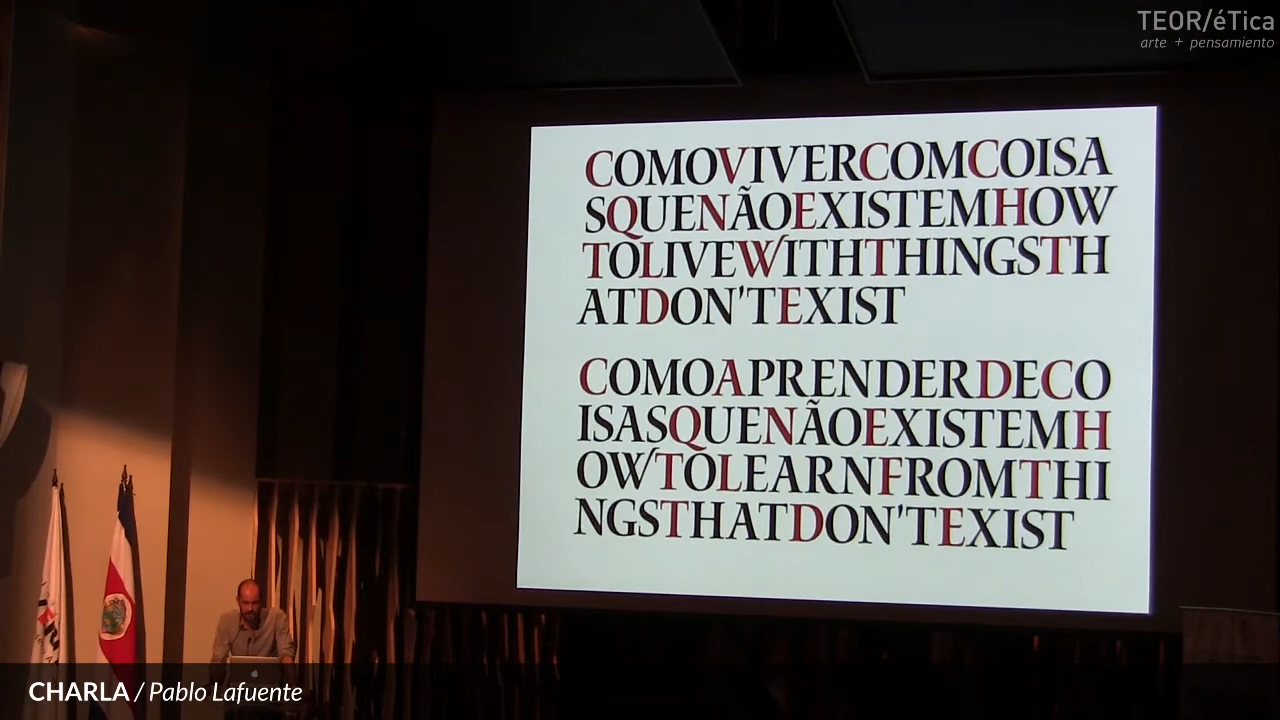 TEOR/éTica
arte + pensamiento
COMOVIVERCOMCOISA
SQUENÃOEXISTEMHOW
TOLIVEWITHTHINGSTH
ATDON'TEXIST
COMOAPRENDERDECO
ISASQUENÃOEXISTEMH
OWTOLEARNFROMTHI
NGSTHATDON'TEXIST
CHARLA / Pablo Lafuente